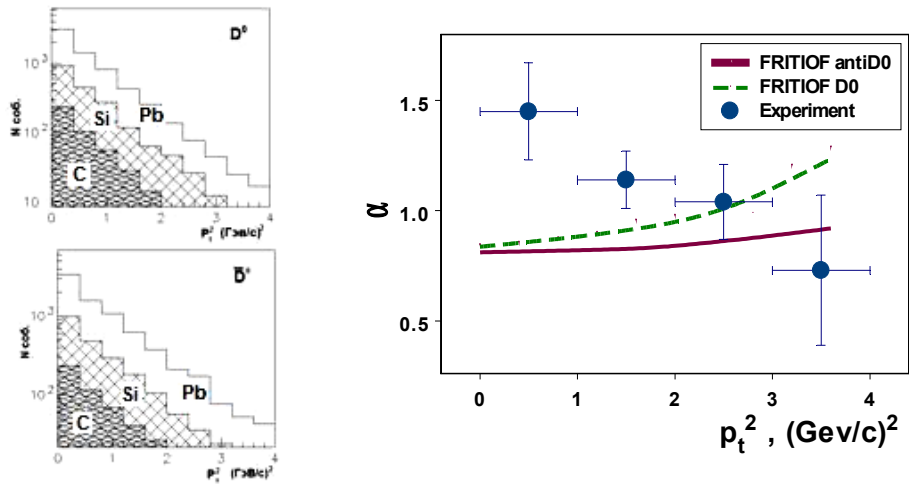 D⁰
N соб.
10³
10²
10
Si
Pb
C
0
1
2
3
4
P²t (Гэв/с)²
D̄⁰
N соб.
10³
10²
Si
Pb
C
0
1
2
3
4
P²t (ГэВ/с)²
FRITIOF antiD0
FRITIOF D0
Experiment
α
1.5
1.0
0.5
0
1
2
3
4
pt² , (Gev/c)²